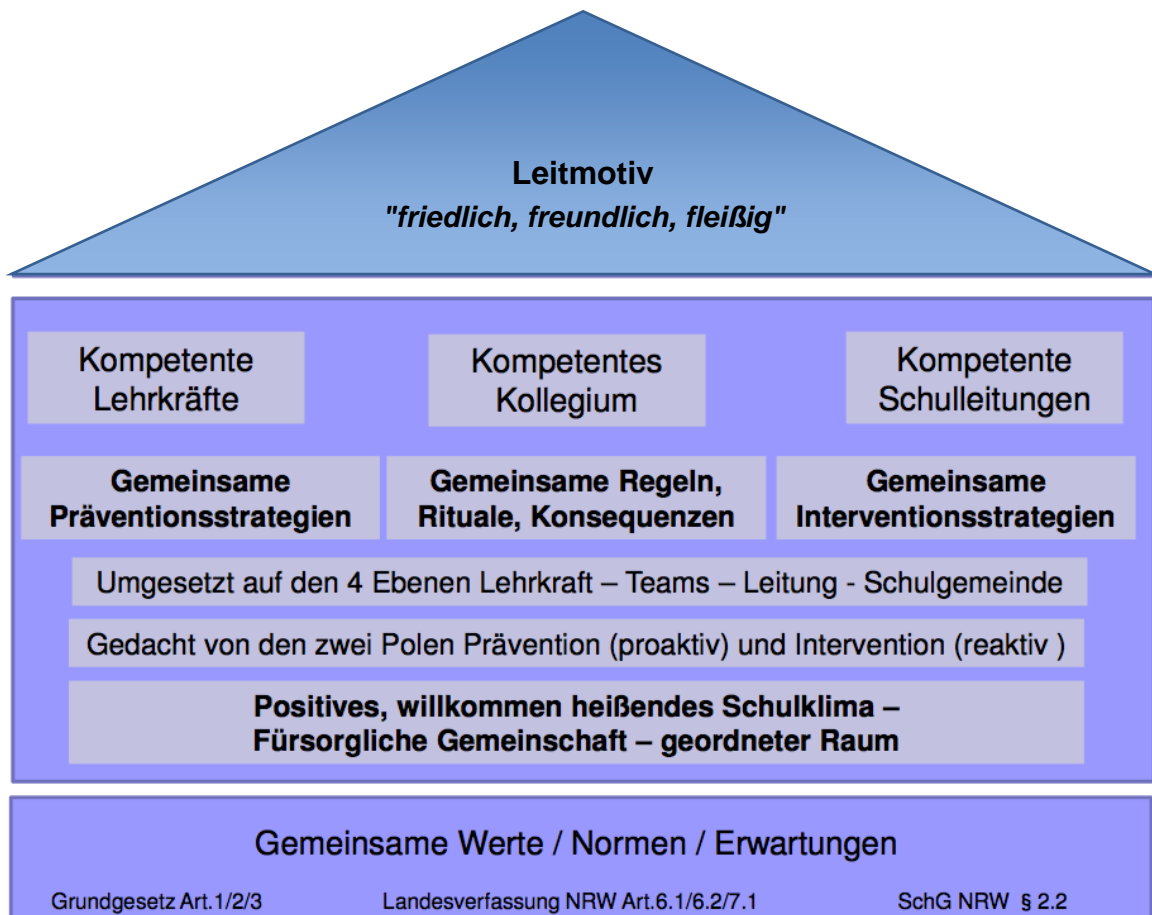 Leitmotiv
"friedlich, freundlich, fleißig"
Kompetente
Lehrkräfte
Kompetentes
Kollegium
Kompetente
Schulleitungen
Gemeinsame
Präventionsstrategien
Gemeinsame Regeln,
Rituale, Konsequenzen
Gemeinsame
Interventionsstrategien
Umgesetzt auf den 4 Ebenen Lehrkraft – Teams – Leitung - Schulgemeinde
Gedacht von den zwei Polen Prävention (proaktiv) und Intervention (reaktiv )
Positives, willkommen heißendes Schulklima –
Fürsorgliche Gemeinschaft – geordneter Raum
Gemeinsame Werte / Normen / Erwartungen
Grundgesetz Art.1/2/3
Landesverfassung NRW Art.6.1/6.2/7.1
SchG NRW § 2.2